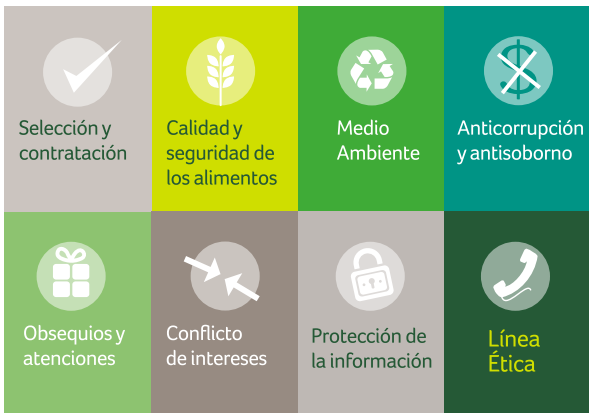 Selección y
contratación
Calidad y
seguridad de
los alimentos
Medio
Ambiente
Anticorrupción
y antisoborno
Obsequios y
atenciones
Conflicto
de intereses
Protección de
la información
Línea
Ética